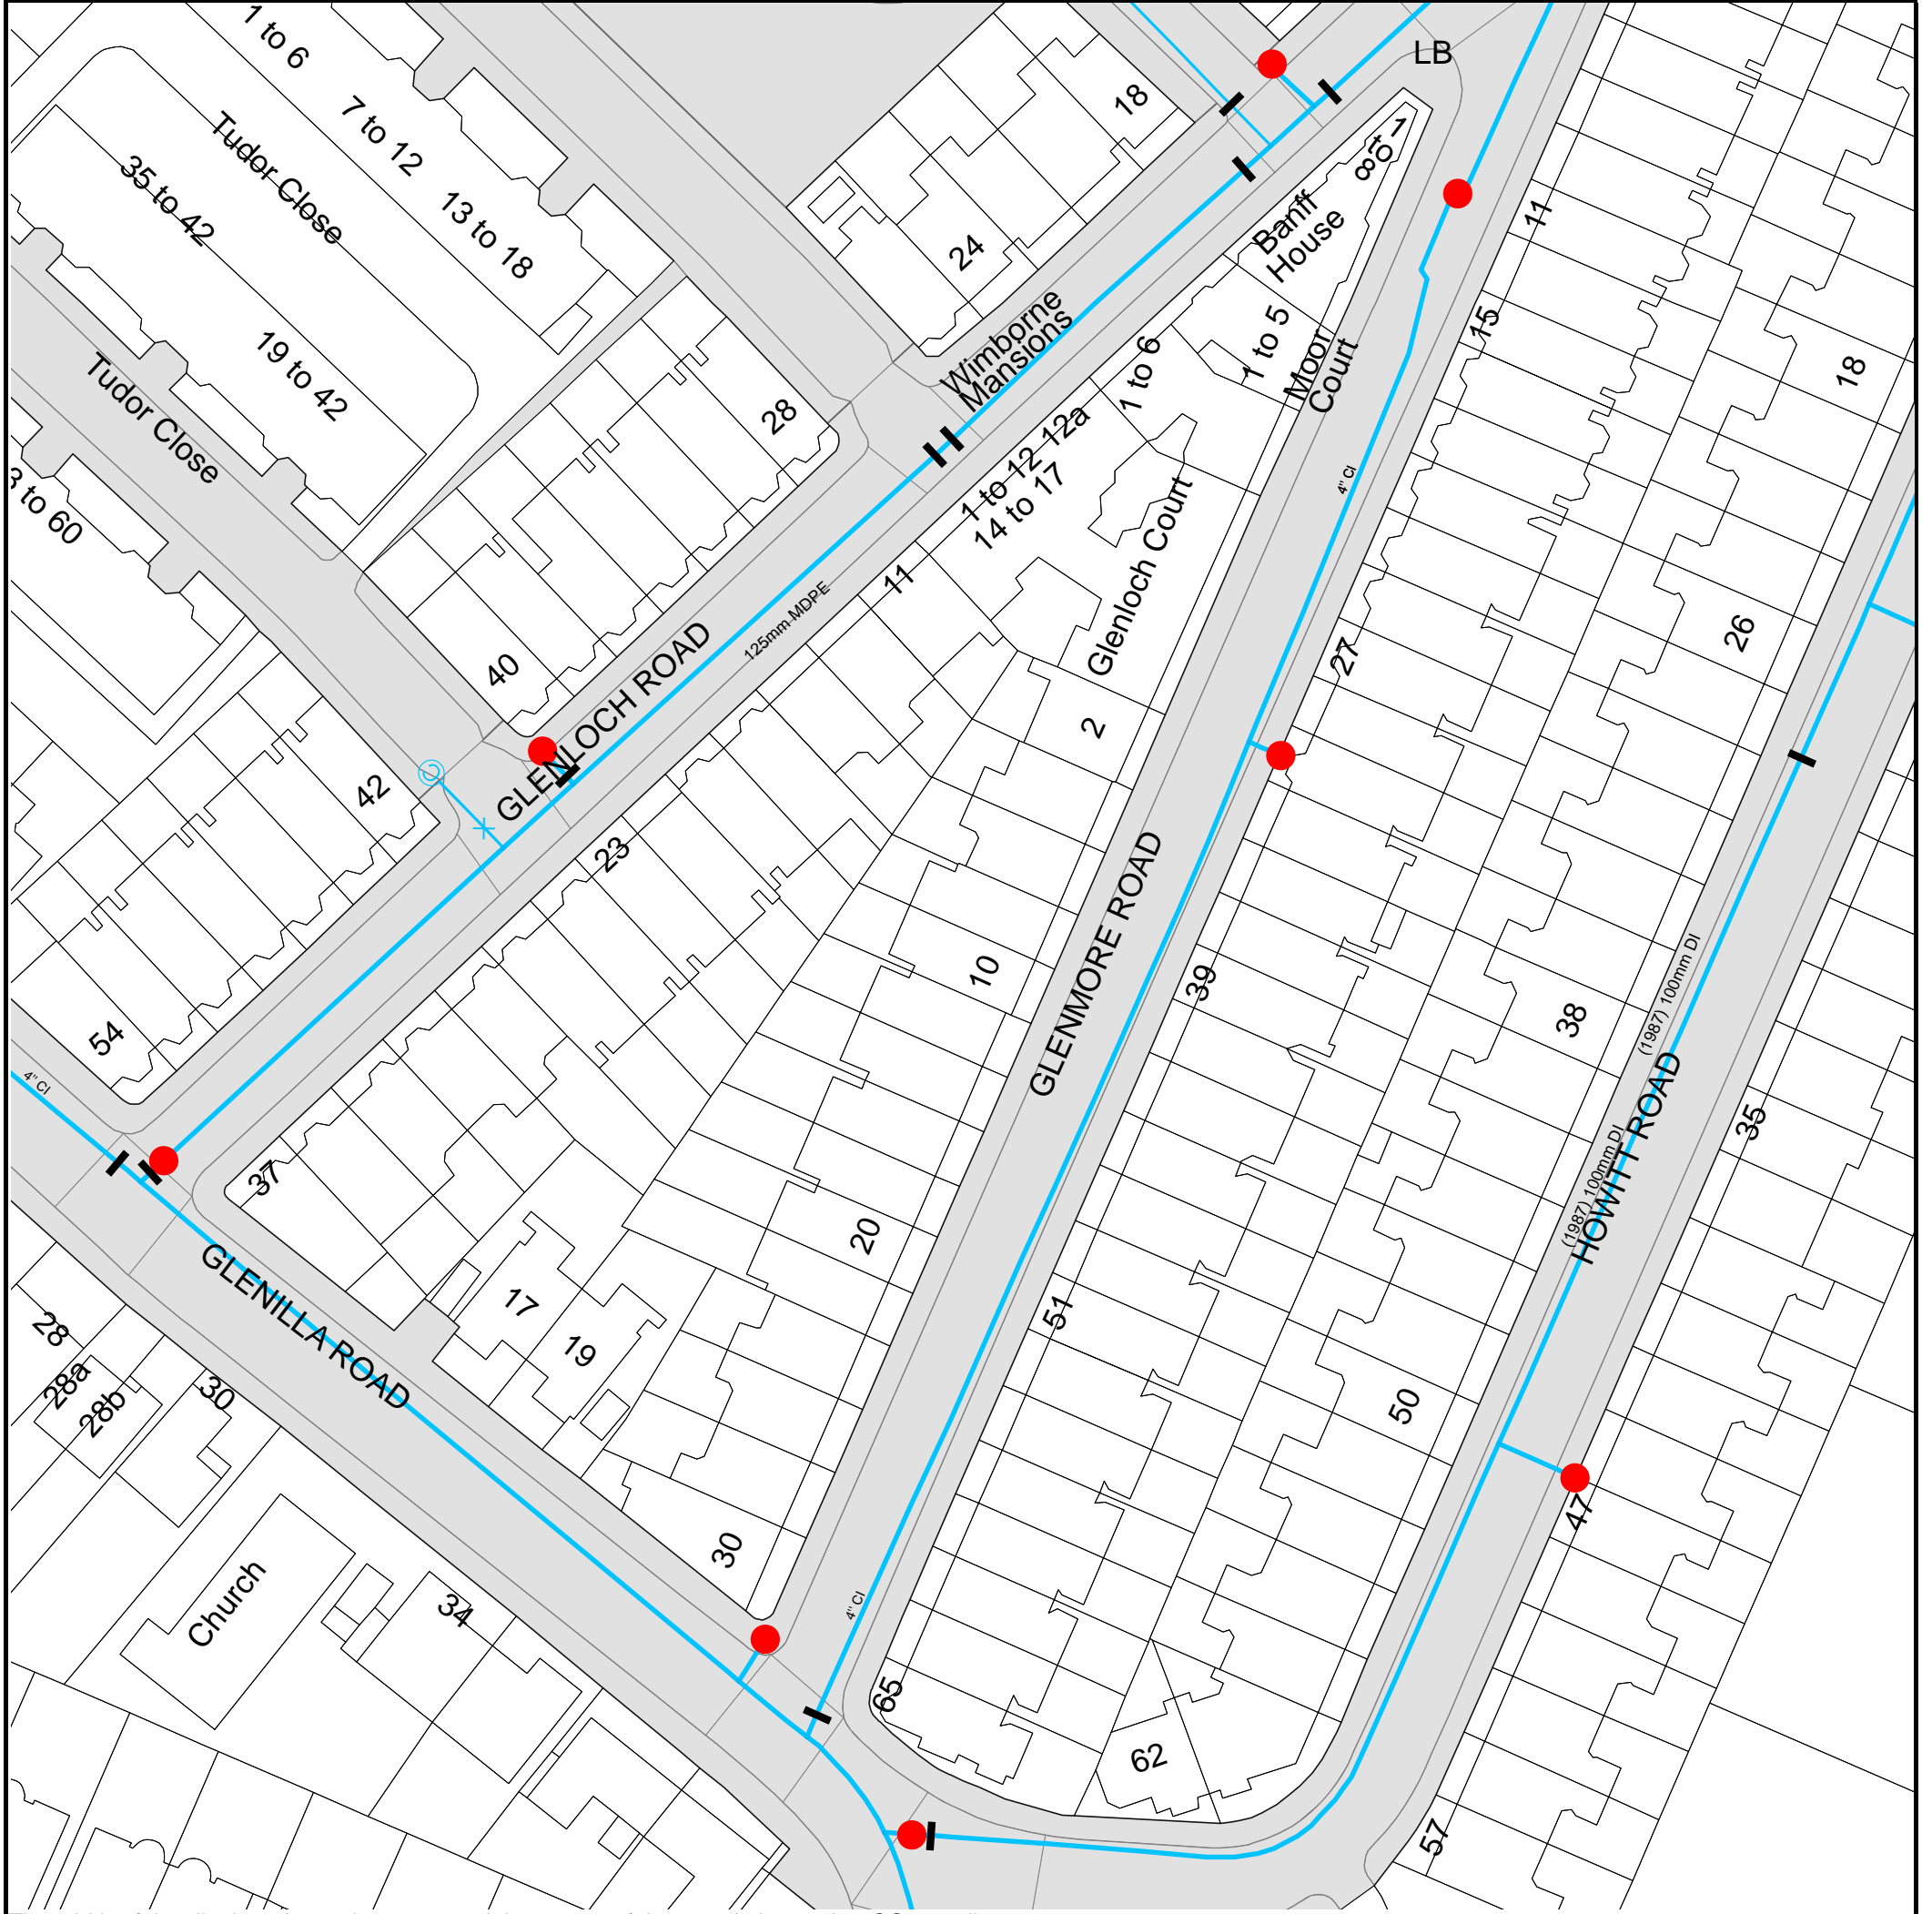 1 to 6
LB
7 to 12
18
1 to 8
Tudor Close
35 to 42
13 to 18
Banff
House
11
24
Wimborne
Mansions
1 to 6
1 to 5
Moor
Court
15
18
19 to 42
Tudor Close
28
1 to 12 12a
14 to 17
4" CI
to 60
Glenloch Court
11
125mm MDPE
26
27
40
GLENLOCH ROAD
2
42
23
GLENMORE ROAD
10
39
38
(1987) 100mm DI
54
4" CI
35
HOWITT ROAD
(1987) 100mm DI
37
20
17
GLENILLA ROAD
51
28
19
28a
28b
30
50
47
30
Church
34
4" CI
65
62
57